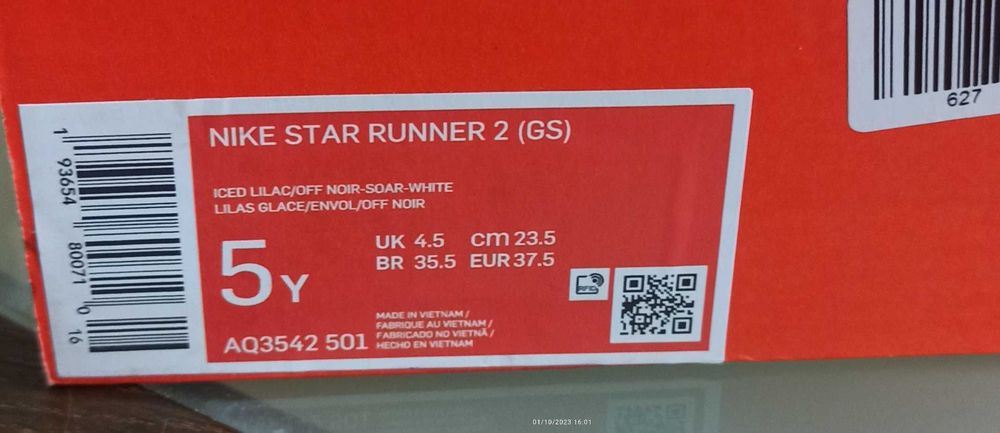 627
NIKE STAR RUNNER 2 (GS)
ICED LILAC/OFF NOIR-SOAR-WHITE
LILAS GLACE/ENVOL/OFF NOIR
5Y
UK 4.5 cm 23.5
BR 35.5 EUR 37.5
RFID
MADE IN VIETNAM /
FABRIQUE AU VIETNAM /
FABRICADO NO VIETNÃ /
HECHO EN VIETNAM
AQ3542 501
1 93654 80071 0 16
01/10/2023 16:01